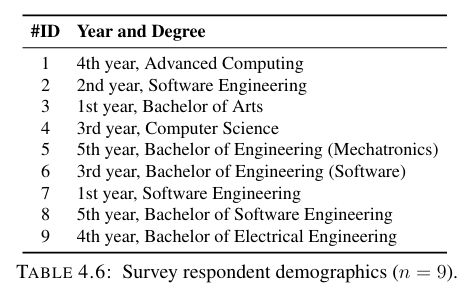 #ID Year and Degree
1 4th year, Advanced Computing
2 2nd year, Software Engineering
3 1st year, Bachelor of Arts
4 3rd year, Computer Science
5 5th year, Bachelor of Engineering (Mechatronics)
6 3rd year, Bachelor of Engineering (Software)
7 1st year, Software Engineering
8 5th year, Bachelor of Software Engineering
9 4th year, Bachelor of Electrical Engineering
TABLE 4.6: Survey respondent demographics (n = 9).